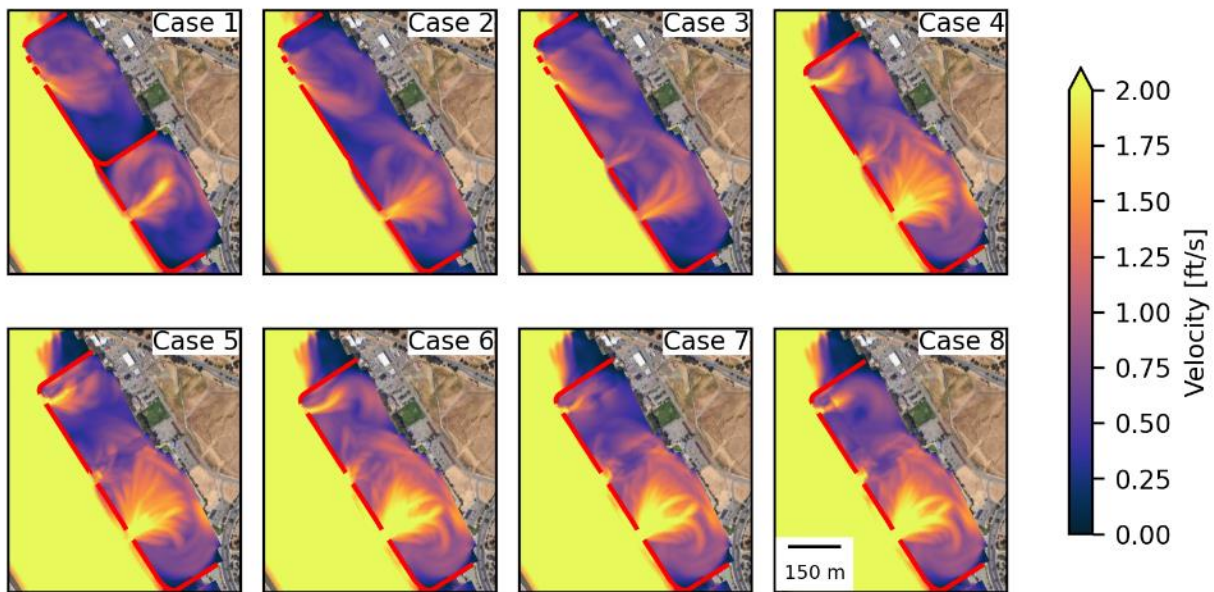 Case 1
Case 2
Case 3
Case 4
Case 5
Case 6
Case 7
Case 8
150 m
2.00
1.75
1.50
1.25
1.00
0.75
0.50
0.25
0.00
Velocity [ft/s]